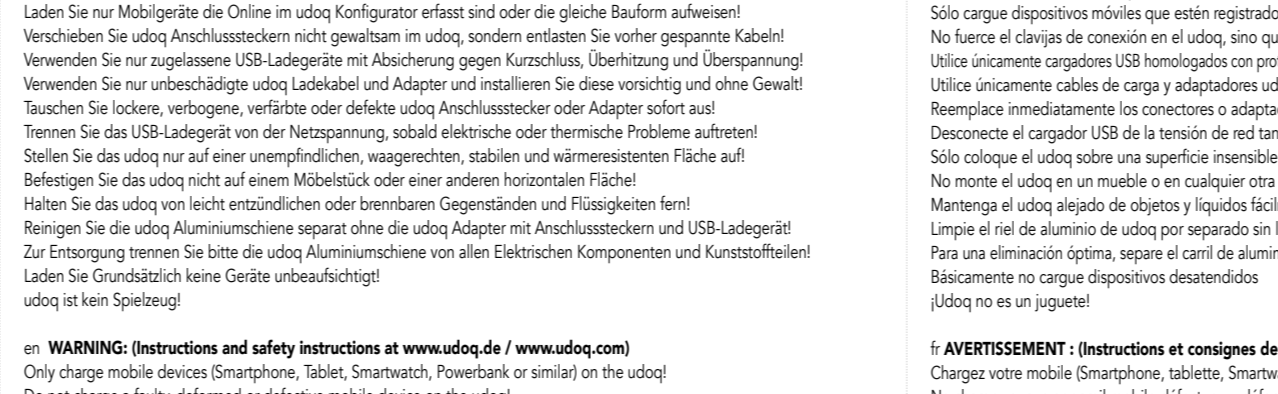 Laden Sie nur Mobilgeräte die Online im udoq Konfigurator erfasst sind oder die gleiche Bauform aufweisen!
Verschieben Sie udoq Anschlusssteckern nicht gewaltsam im udoq, sondern entlasten Sie vorher gespannte Kabeln!
Verwenden Sie nur zugelassene USB-Ladegeräte mit Absicherung gegen Kurzschluss, Überhitzung und Überspannung!
Verwenden Sie nur unbeschädigte udoq Ladekabel und Adapter und installieren Sie diese vorsichtig und ohne Gewalt!
Tauschen Sie lockere, verbogene, verfärbte oder defekte udoq Anschlussstecker oder Adapter sofort aus!
Trennen Sie das USB-Ladegerät von der Netzspannung, sobald elektrische oder thermische Probleme auftreten!
Stellen Sie das udoq nur auf einer unempfindlichen, waagerechten, stabilen und wärmeresistenten Fläche auf!
Befestigen Sie das udoq nicht auf einem Möbelstück oder einer anderen horizontalen Fläche!
Halten Sie das udoq von leicht entzündlichen oder brennbaren Gegenständen und Flüssigkeiten fern!
Reinigen Sie die udoq Aluminiumschiene separat ohne die udoq Adapter mit Anschlusssteckern und USB-Ladegerät!
Zur Entsorgung trennen Sie bitte die udoq Aluminiumschiene von allen Elektrischen Komponenten und Kunststoffteilen!
Laden Sie Grundsätzlich keine Geräte unbeaufsichtigt!
udoq ist kein Spielzeug!
en WARNING: (Instructions and safety instructions at www.udoq.de / www.udoq.com)
Only charge mobile devices (Smartphone, Tablet, Smartwatch, Powerbank or similar) on the udoq!
Do not charge a faulty, deformed or defective mobile device on the udoq!
Sólo cargue dispositivos móviles que estén registrado
No fuerce el clavijas de conexión en el udoq, sino qu
Utilice únicamente cargadores USB homologados con pro
Utilice únicamente cables de carga y adaptadores ud
Reemplace inmediatamente los conectores o adapta
Desconecte el cargador USB de la tensión de red tan
Sólo coloque el udoq sobre una superficie insensible
No monte el udoq en un mueble o en cualquier otra
Mantenga el udoq alejado de objetos y líquidos fácil
Limpie el riel de aluminio de udoq por separado sin l
Para una eliminación óptima, separe el carril de alumin
Básicamente no cargue dispositivos desatendidos
¡Udoq no es un juguete!
fr AVERTISSEMENT : (Instructions et consignes de
Chargez votre mobile (Smartphone, tablette, Smartw